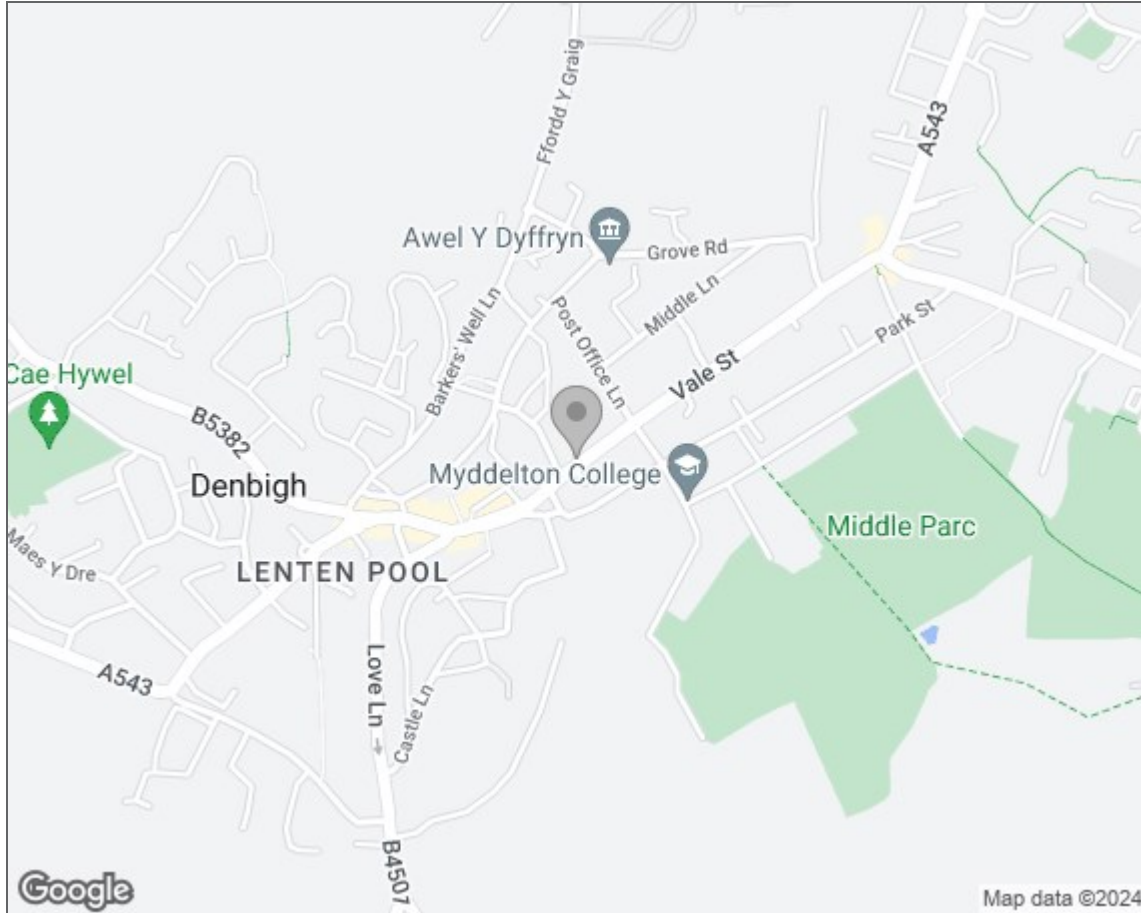 Ffordd Y Graig
A543
Awel Y Dyffryn
Grove Rd
Middle Ln
Post Office Ln
Barkers' Well Ln
Park St
Vale St
Cae Hywel
B5382
Denbigh
Myddelton College
Middle Parc
Maes Y Dre
LENTEN POOL
A543
Love Ln
Castle Ln
B4507
Google
Map data ©2024